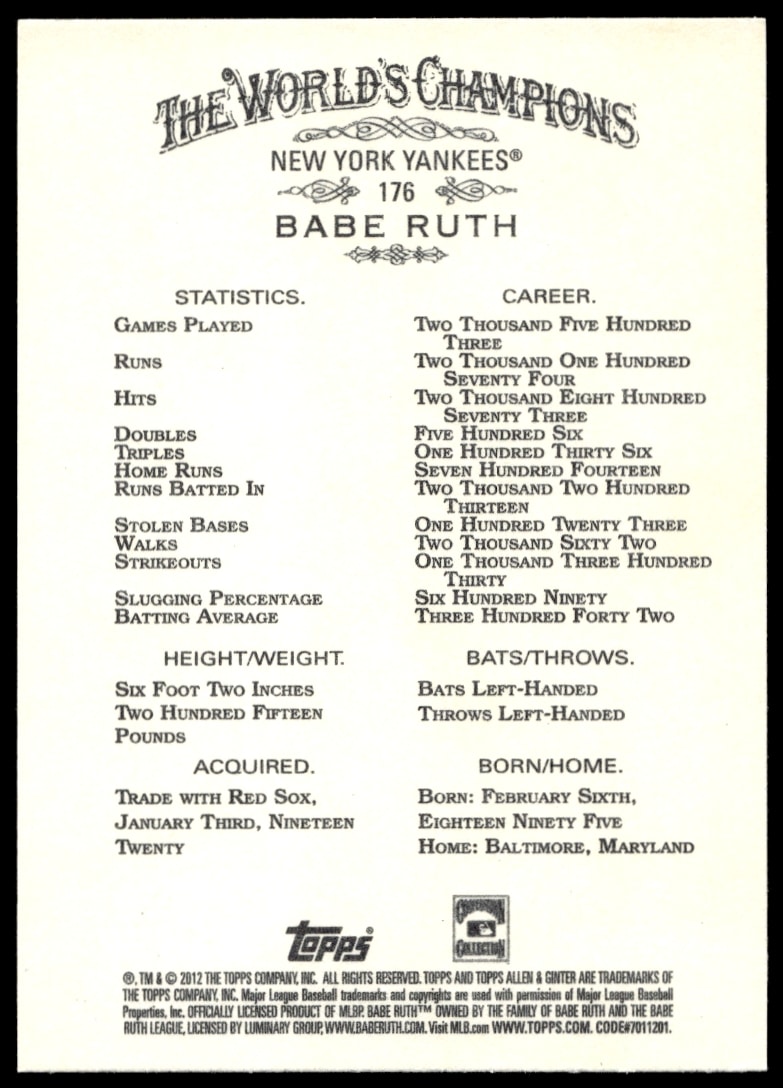 THE WORLD'S CHAMPIONS
NEW YORK YANKEES®
176
BABE RUTH
STATISTICS. CAREER.
GAMES PLAYED TWO THOUSAND FIVE HUNDRED
THREE
RUNS TWO THOUSAND ONE HUNDRED
SEVENTY FOUR
HITS TWO THOUSAND EIGHT HUNDRED
SEVENTY THREE
DOUBLES FIVE HUNDRED SIX
TRIPLES ONE HUNDRED THIRTY SIX
HOME RUNS SEVEN HUNDRED FOURTEEN
RUNS BATTED IN TWO THOUSAND TWO HUNDRED
THIRTEEN
STOLEN BASES ONE HUNDRED TWENTY THREE
WALKS TWO THOUSAND SIXTY TWO
STRIKEOUTS ONE THOUSAND THREE HUNDRED
THIRTY
SLUGGING PERCENTAGE SIX HUNDRED NINETY
BATTING AVERAGE THREE HUNDRED FORTY TWO
HEIGHT/WEIGHT. BATS/THROWS.
SIX FOOT TWO INCHES BATS LEFT-HANDED
TWO HUNDRED FIFTEEN THROWS LEFT-HANDED
POUNDS
ACQUIRED. BORN/HOME.
TRADE WITH RED SOX, BORN: FEBRUARY SIXTH,
JANUARY THIRD, NINETEEN EIGHTEEN NINETY FIVE
TWENTY HOME: BALTIMORE, MARYLAND
Topps® COOPERSTOWN
COLLECTION
®, TM & © 2012 THE TOPPS COMPANY, INC. ALL RIGHTS RESERVED. TOPPS AND TOPPS ALLEN & GINTER ARE TRADEMARKS OF
THE TOPPS COMPANY, INC. Major League Baseball trademarks and copyrights are used with permission of Major League Baseball
Properties, Inc. OFFICIALLY LICENSED PRODUCT OF MLBP. BABE RUTH™ OWNED BY THE FAMILY OF BABE RUTH AND THE BABE
RUTH LEAGUE, LICENSED BY LUMINARY GROUP, WWW.BABERUTH.COM. Visit MLB.com WWW.TOPPS.COM. CODE#7011201.